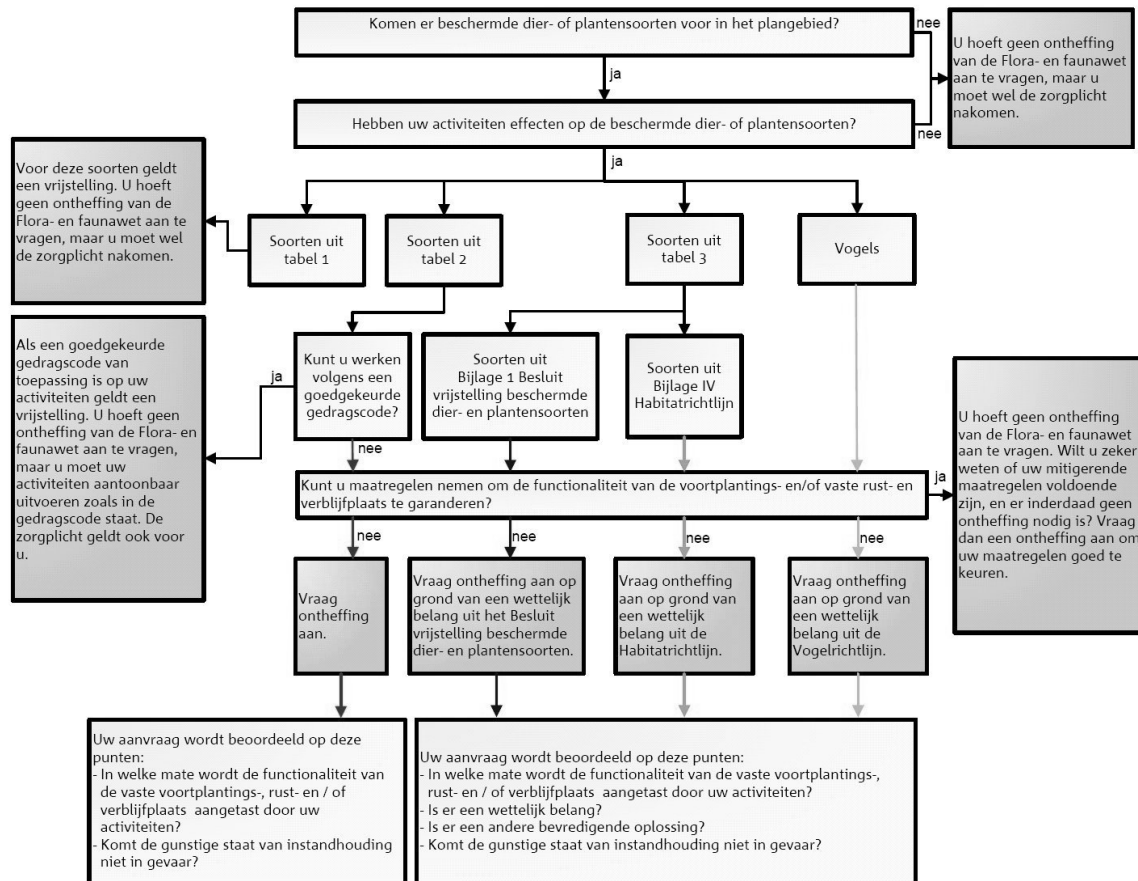 Komen er beschermde dier- of plantensoorten voor in het plangebied?
nee
U hoeft geen ontheffing
van de Flora- en faunawet
aan te vragen, maar u
moet wel de zorgplicht
nakomen.
ja
Hebben uw activiteiten effecten op de beschermde dier- of plantensoorten?
nee
ja
Voor deze soorten geldt
een vrijstelling. U hoeft
geen ontheffing van de
Flora- en faunawet aan te
vragen, maar u moet wel
de zorgplicht nakomen.
Soorten uit
tabel 1
Soorten uit
tabel 2
Soorten uit
tabel 3
Vogels
Als een goedgekeurde
gedragscode van
toepassing is op uw
activiteiten geldt een
vrijstelling. U hoeft geen
ontheffing van de Flora- en
faunawet aan te vragen,
maar u moet uw
activiteiten aantoonbaar
uitvoeren zoals in de
gedragscode staat. De
zorgplicht geldt ook voor
u.
ja
Kunt u werken
volgens een
goedgekeurde
gedragscode?
Soorten uit
Bijlage 1 Besluit
vrijstelling beschermde
dier- en plantensoorten
Soorten uit
Bijlage IV
Habitatrichtlijn
nee
Kunt u maatregelen nemen om de functionaliteit van de voortplantings- en/of vaste rust- en
verblijfplaats te garanderen?
ja
U hoeft geen ontheffing
van de Flora- en faunawet
aan te vragen. Wilt u zeker
weten of uw mitigerende
maatregelen voldoende
zijn, en er inderdaad geen
ontheffing nodig is? Vraag
dan een ontheffing aan om
uw maatregelen goed te
keuren.
nee
nee
nee
nee
Vraag
ontheffing
aan.
Vraag ontheffing aan op
grond van een wettelijk
belang uit het Besluit
vrijstelling beschermde
dier- en plantensoorten.
Vraag ontheffing
aan op grond van
een wettelijk
belang uit de
Habitatrichtlijn.
Vraag ontheffing
aan op grond van
een wettelijk
belang uit de
Vogelrichtlijn.
Uw aanvraag wordt beoordeeld op deze
punten:
- In welke mate wordt de functionaliteit van
de vaste voortplantings-, rust- en / of
verblijfplaats aangetast door uw
activiteiten?
- Komt de gunstige staat van instandhouding
niet in gevaar?
Uw aanvraag wordt beoordeeld op deze punten:
- In welke mate wordt de functionaliteit van de vaste voortplantings-,
rust- en / of verblijfplaats aangetast door uw activiteiten?
- Is er een wettelijk belang?
- Is er een andere bevredigende oplossing?
- Komt de gunstige staat van instandhouding niet in gevaar?